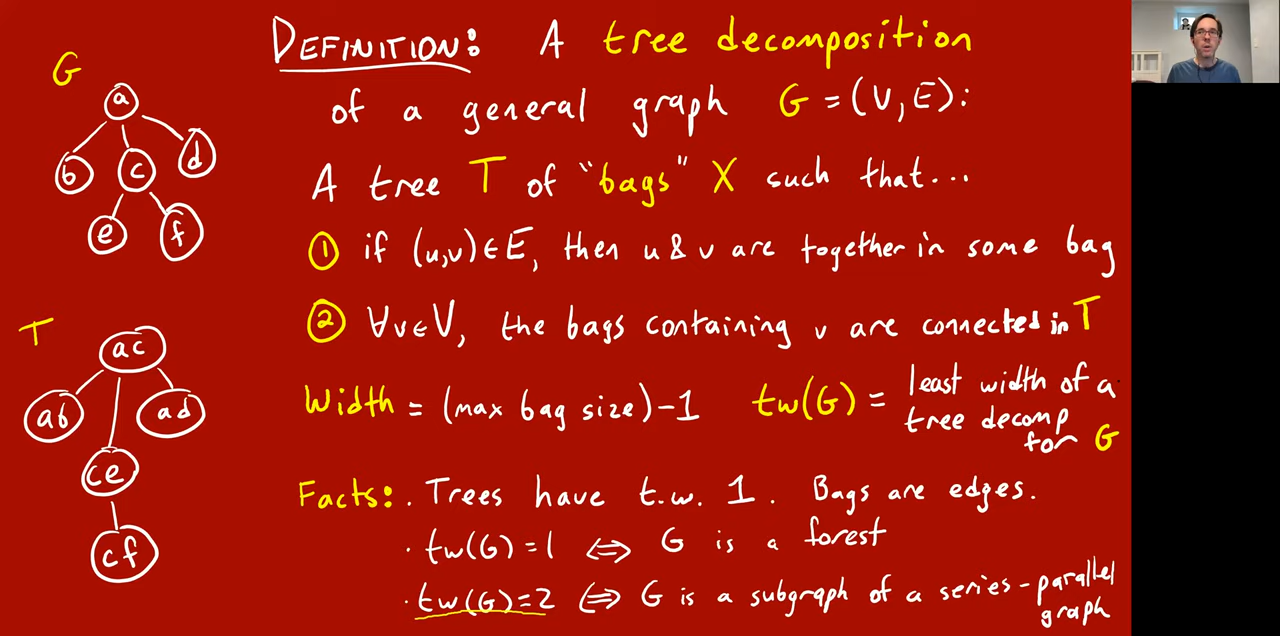 DEFINITION: A tree decomposition
of a general graph G = (V, E):
A tree T of "bags" X such that...
① if (u,v) ∈ E, then u & v are together in some bag
② ∀v∈V, the bags containing v are connected in T
Width = (max bag size) - 1
tw(G) = least width of a
tree decomp
for G
Facts: . Trees have t.w. 1. Bags are edges.
· tw(G) = 1 ⇔ G is a forest
· tw(G) = 2 ⇔ G is a subgraph of a series-parallel
graph
G
a
b c d
e f
T
ac
ab ad
ce
cf